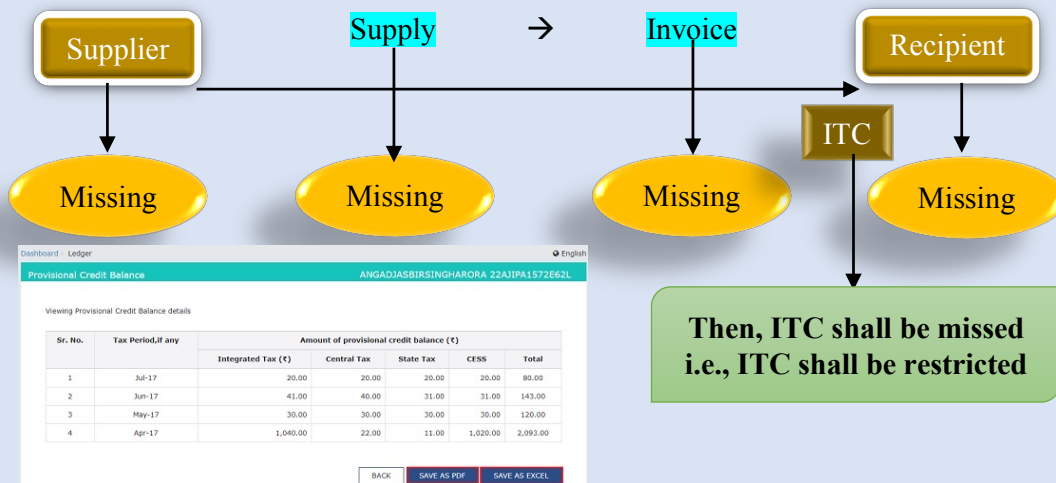 Supplier
Supply → Invoice
Recipient
ITC
Missing Missing Missing Missing
Dashboard Ledger English
Provisional Credit Balance ANGADJASBIRSINGHARORA 22AJIPA1572E62L
Viewing Provisional Credit Balance details
Sr. No. Tax Period,if any Amount of provisional credit balance (₹)
Integrated Tax (₹) Central Tax State Tax CESS Total
1 Jul-17 20.00 20.00 20.00 20.00 80.00
2 Jun-17 41.00 40.00 31.00 31.00 143.00
3 May-17 30.00 30.00 30.00 30.00 120.00
4 Apr-17 1,040.00 22.00 11.00 1,020.00 2,093.00
BACK SAVE AS PDF SAVE AS EXCEL
Then, ITC shall be missed
i.e., ITC shall be restricted